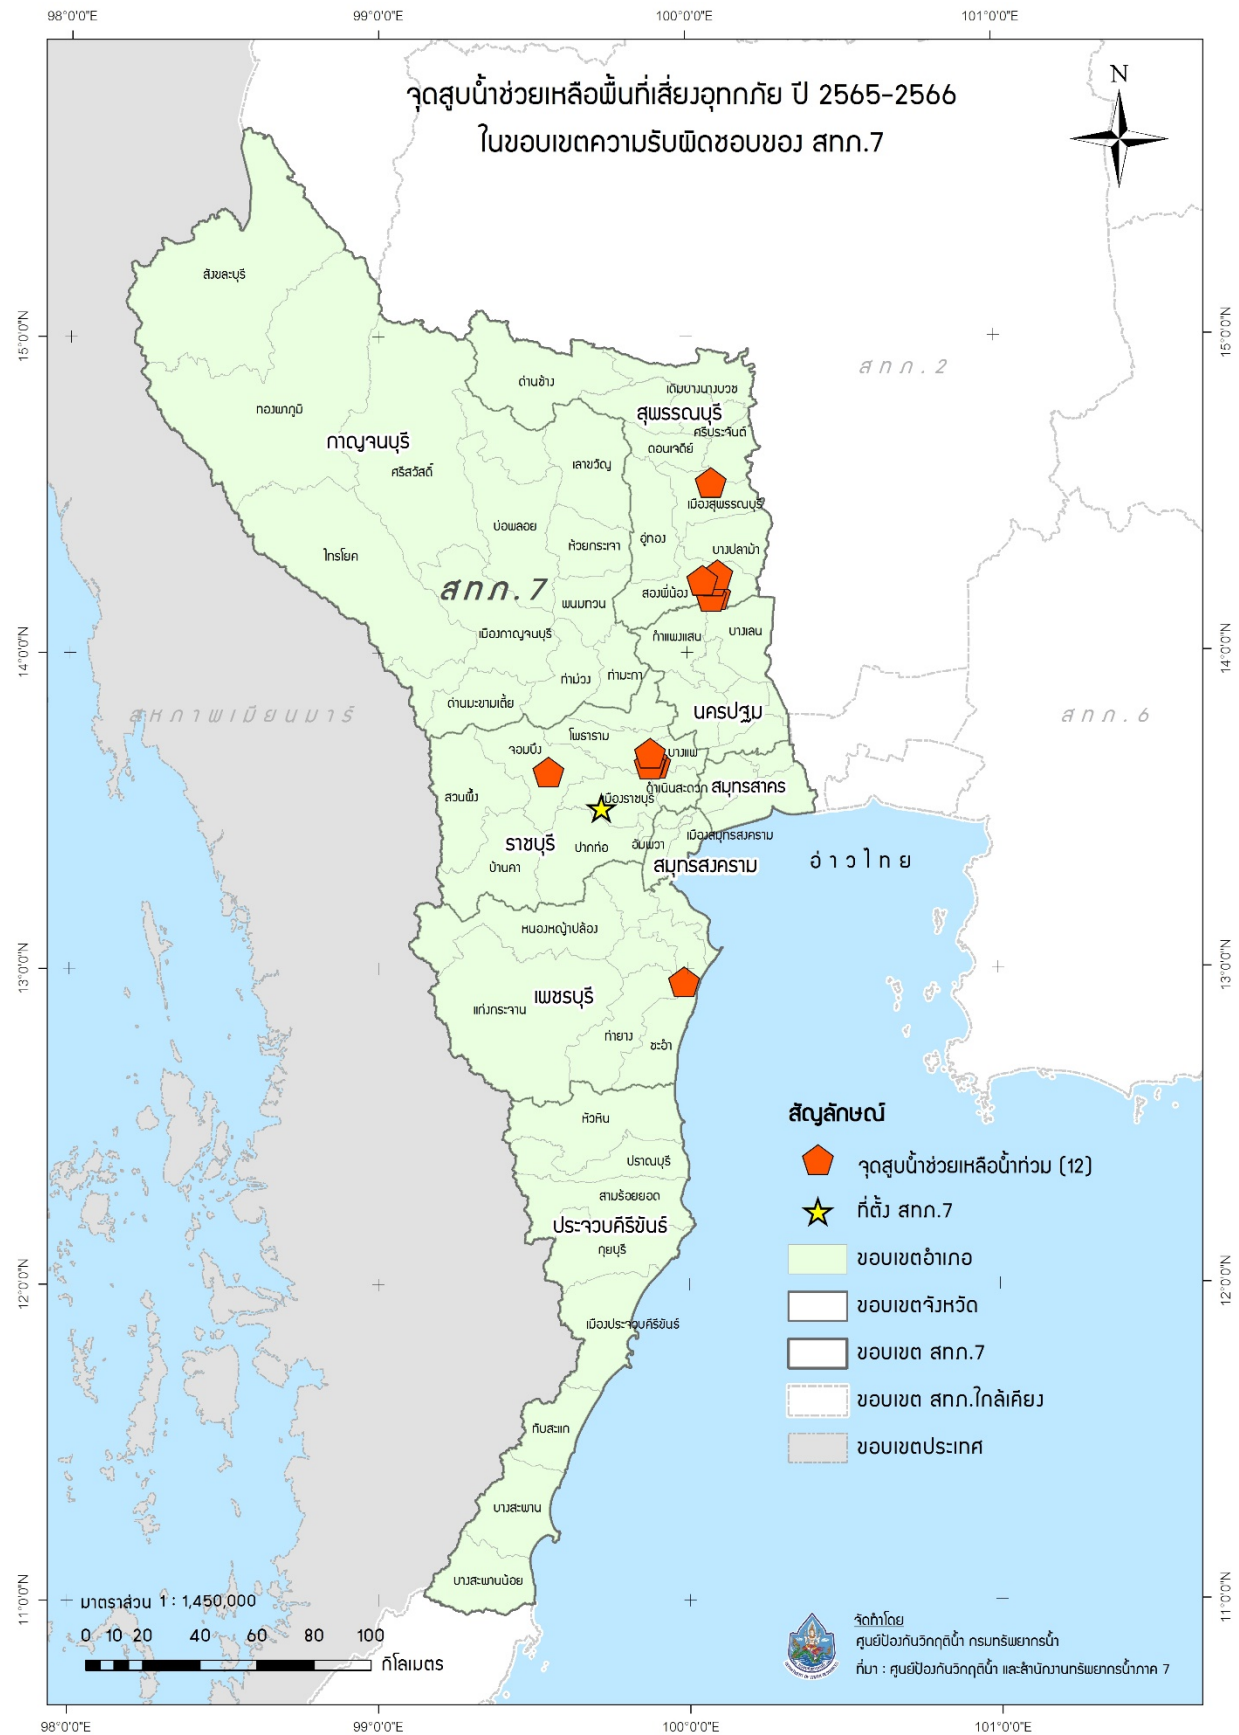 98°0'0"E 99°0'0"E 100°0'0"E 101°0'0"E
จุดสูบน้ำช่วยเหลือพื้นที่เสี่ยงอุทกภัย ปี 2565-2566
ในขอบเขตความรับผิดชอบของ สทภ.7
N
สังขละบุรี
15°0'0"N 15°0'0"N
สทภ.2
ด่านช้าง
เดิมบางนางบวช
ทองผาภูมิ
สุพรรณบุรี
ศรีประจันต์
กาญจนบุรี
ดอนเจดีย์
ศรีสวัสดิ์
เลาขวัญ
เมืองสุพรรณบุรี
บ่อพลอย
อู่ทอง
ห้วยกระเจา
บางปลาม้า
ไทรโยค
สทภ.7
สองพี่น้อง
พนมทวน
เมืองกาญจนบุรี
กำแพงแสน
บางเลน
14°0'0"N 14°0'0"N
ท่าม่วง
ท่ามะกา
ด่านมะขามเตี้ย
นครปฐม
สหภาพเมียนมาร์
สทภ.6
โพธาราม
จอมบึง
บางแพ
สวนผึ้ง
เมืองราชบุรี
ดำเนินสะดวก
สมุทรสาคร
ราชบุรี
ปากท่อ
อัมพวา
เมืองสมุทรสงคราม
บ้านคา
สมุทรสงคราม
อ่าวไทย
หนองหญ้าปล้อง
13°0'0"N 13°0'0"N
เพชรบุรี
แก่งกระจาน
ท่ายาง
ชะอำ
หัวหิน
ปราณบุรี
สามร้อยยอด
ประจวบคีรีขันธ์
กุยบุรี
12°0'0"N 12°0'0"N
เมืองประจวบคีรีขันธ์
ทับสะแก
บางสะพาน
บางสะพานน้อย
11°0'0"N 11°0'0"N
สัญลักษณ์
จุดสูบน้ำช่วยเหลือน้ำท่วม (12)
ที่ตั้ง สทภ.7
ขอบเขตอำเภอ
ขอบเขตจังหวัด
ขอบเขต สทภ.7
ขอบเขต สทภ.ใกล้เคียง
ขอบเขตประเทศ
มาตราส่วน 1 : 1,450,000
0 10 20 40 60 80 100
กิโลเมตร
จัดทำโดย
ศูนย์ป้องกันวิกฤติน้ำ กรมทรัพยากรน้ำ
ที่มา : ศูนย์ป้องกันวิกฤติน้ำ และสำนักงานทรัพยากรน้ำภาค 7
98°0'0"E 99°0'0"E 100°0'0"E 101°0'0"E